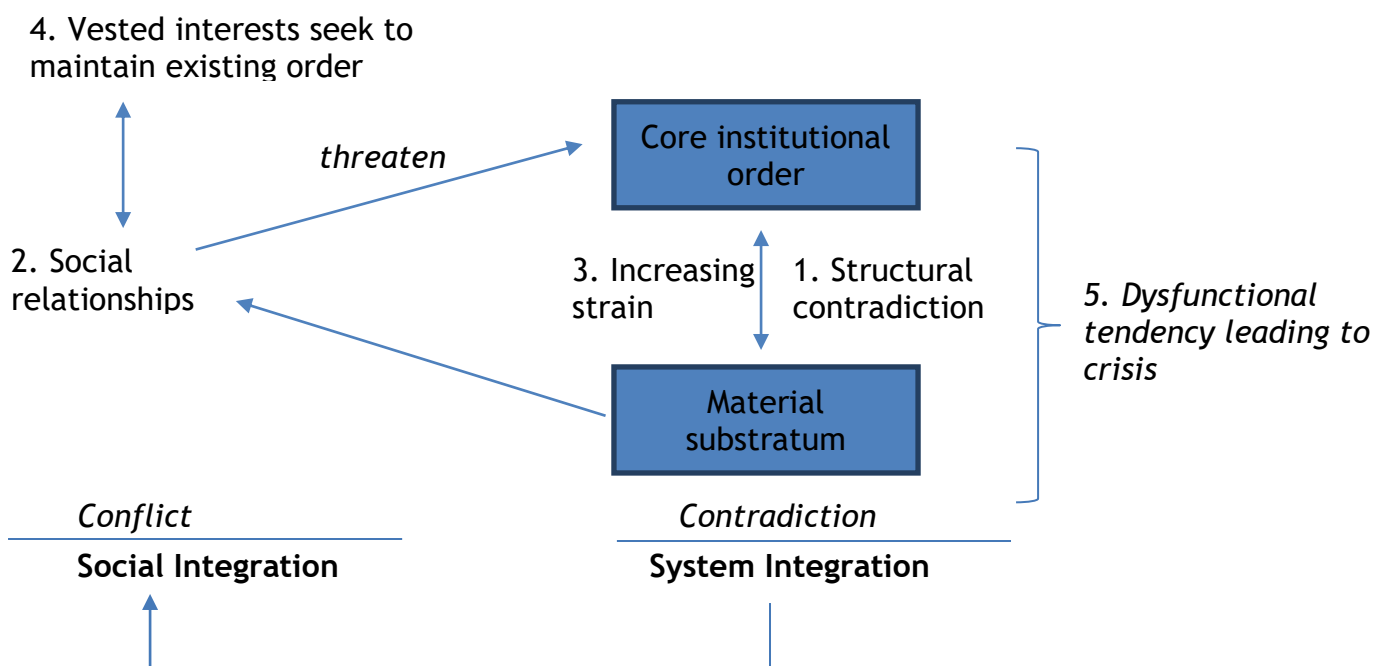 4. Vested interests seek to
maintain existing order
threaten
Core institutional
order
2. Social
relationships
3. Increasing
strain
1. Structural
contradiction
5. Dysfunctional
tendency leading to
crisis
Material
substratum
Conflict
Contradiction
Social Integration
System Integration